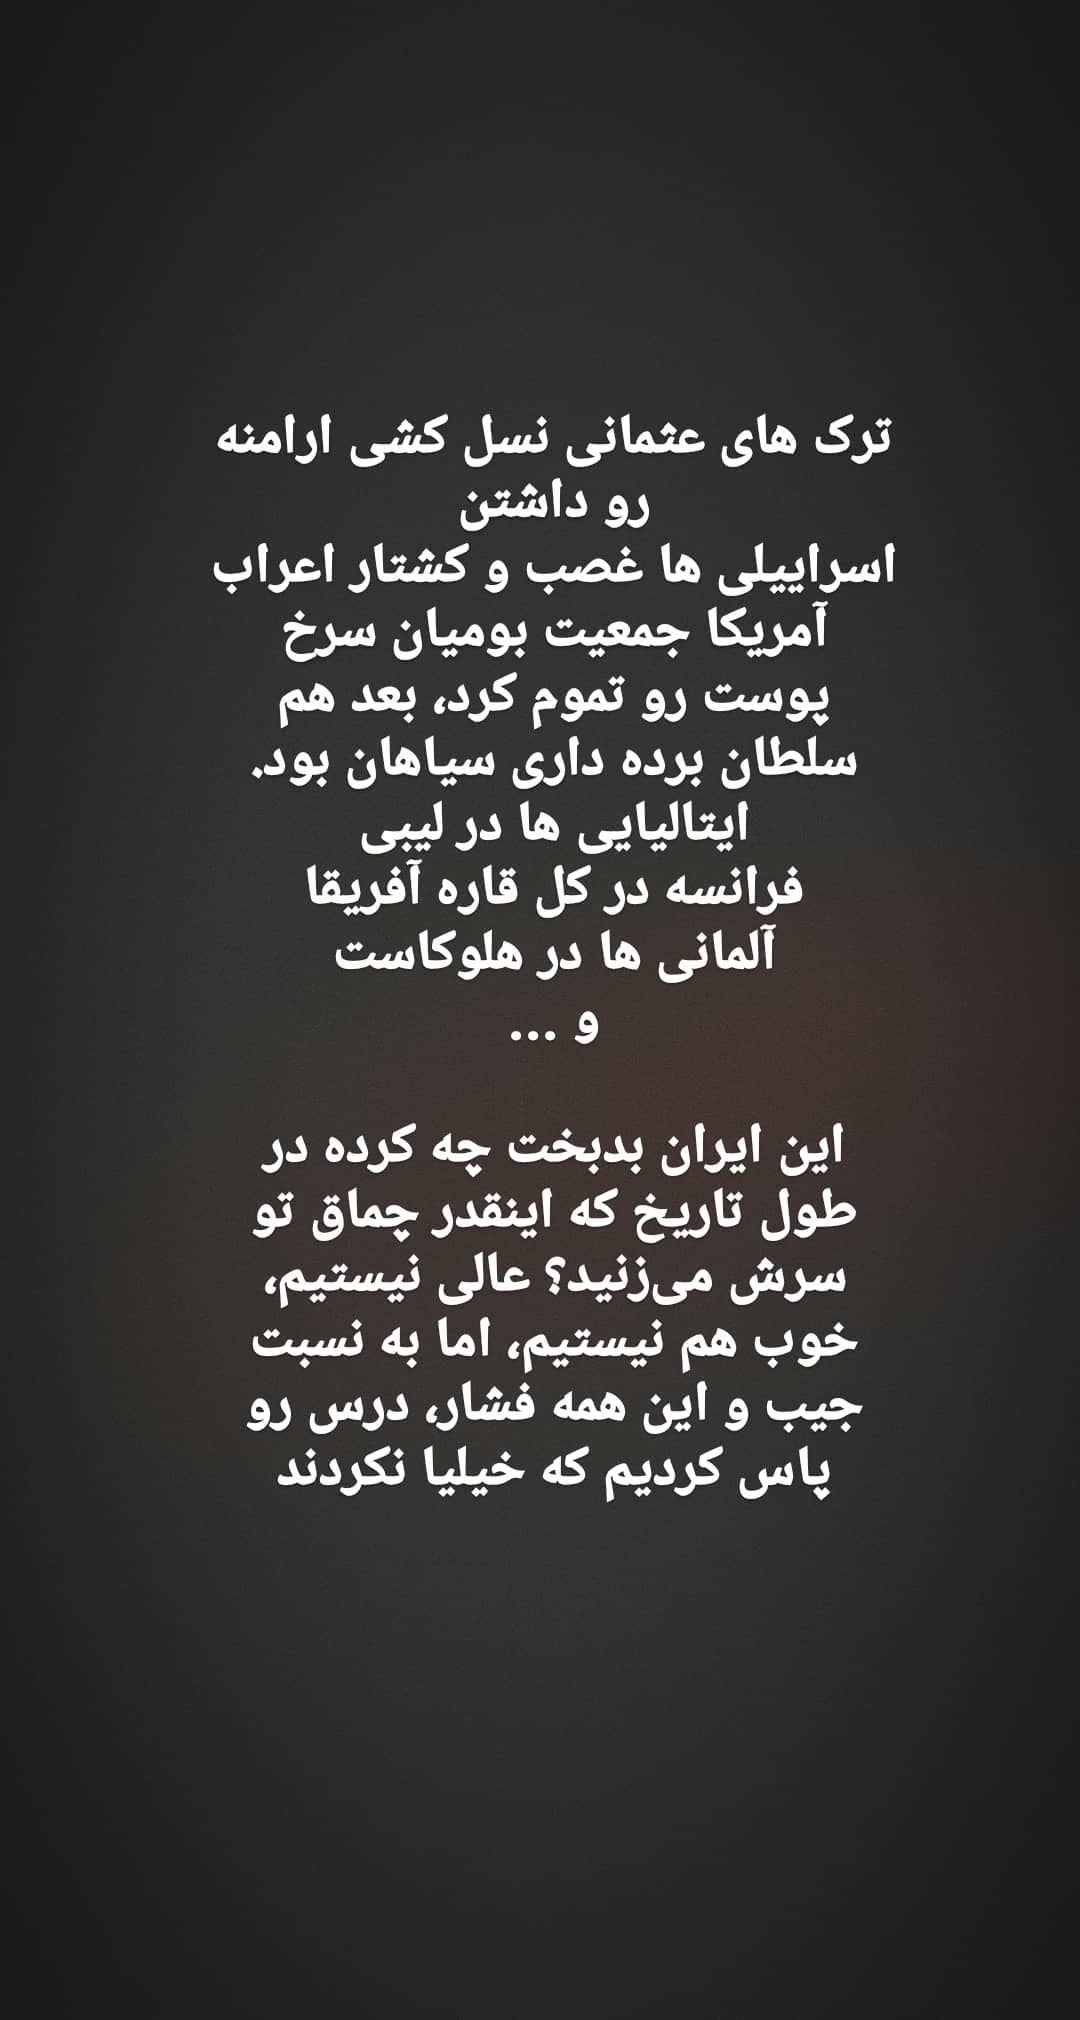 ترک های عثمانی نسل کشی ارامنه
رو داشتن
اسراییلی ها غصب و کشتار اعراب
آمریکا جمعیت بومیان سرخ
پوست رو تموم کرد، بعد هم
سلطان برده داری سیاهان بود.
ایتالیایی ها در لیبی
فرانسه در کل قاره آفریقا
آلمانی ها در هلوکاست
و ...
این ایران بدبخت چه کرده در
طول تاریخ که اینقدر چماق تو
سرش می‌زنید؟ عالی نیستیم،
خوب هم نیستیم، اما به نسبت
جیب و این همه فشار، درس رو
پاس کردیم که خیلیا نکردند